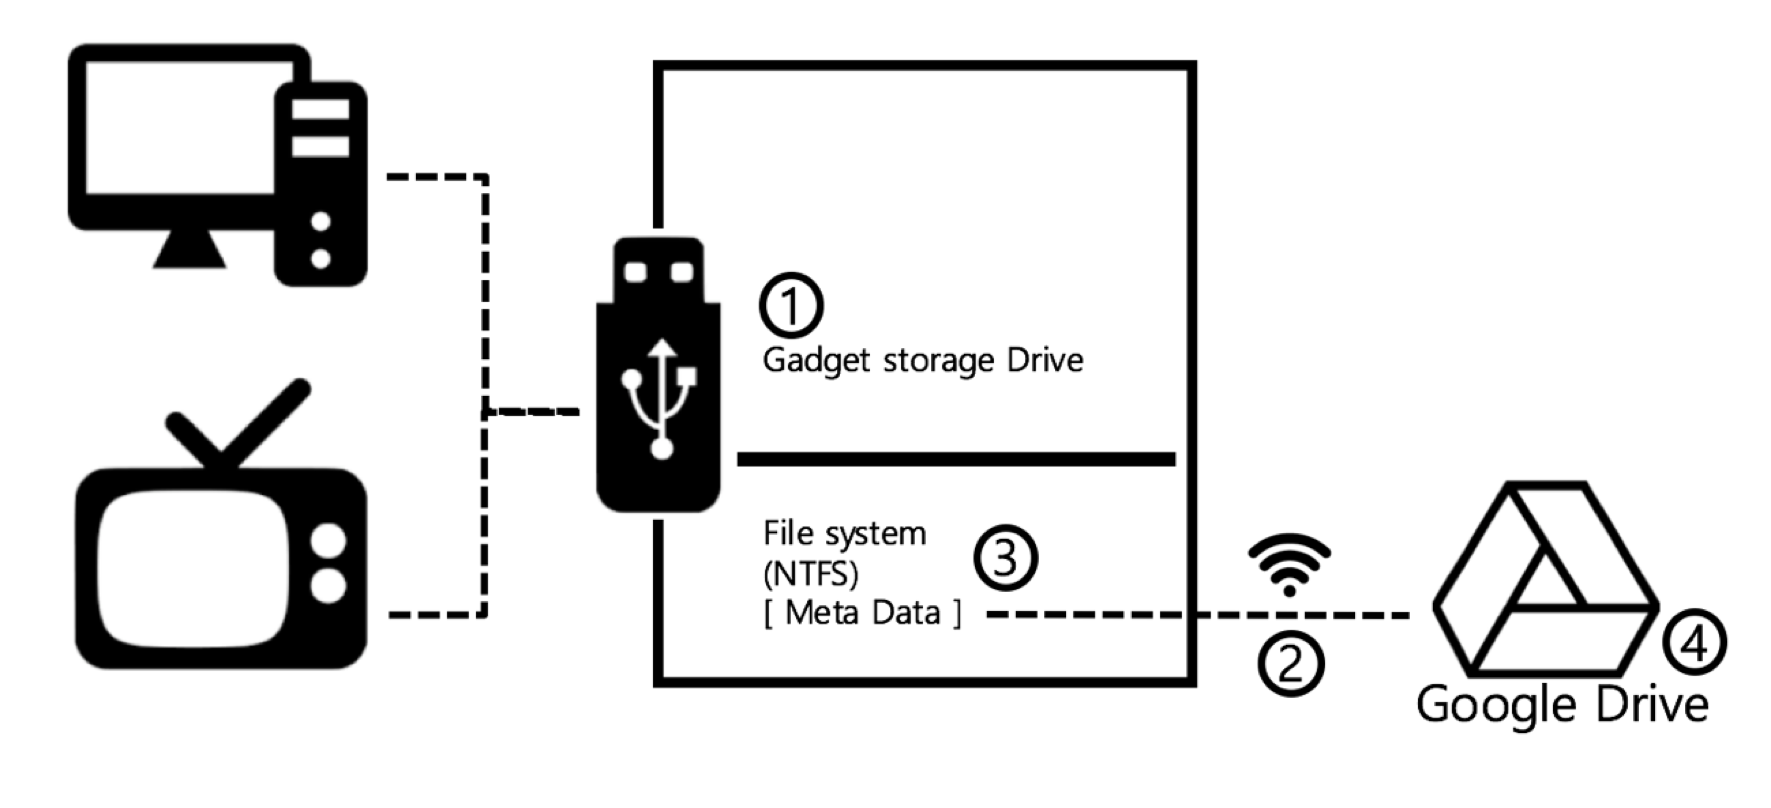 ①
Gadget storage Drive
File system
(NTFS)
[ Meta Data ]
③
②
④
Google Drive